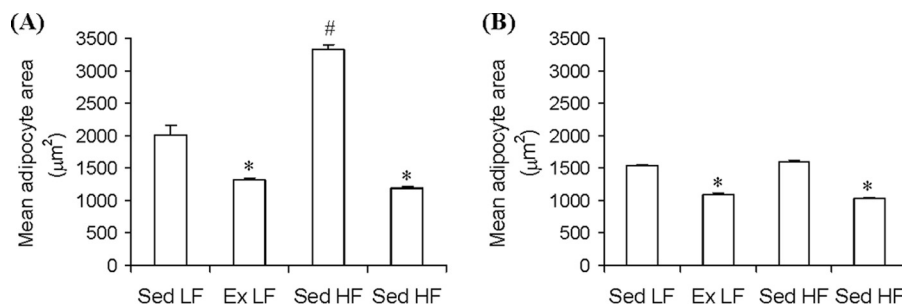 (A)
Mean adipocyte area
(μm²)
3500
3000
2500
2000
1500
1000
500
0
#
*
*
Sed LF Ex LF Sed HF Sed HF
(B)
Mean adipocyte area
(μm²)
3500
3000
2500
2000
1500
1000
500
0
*
*
Sed LF Ex LF Sed HF Sed HF